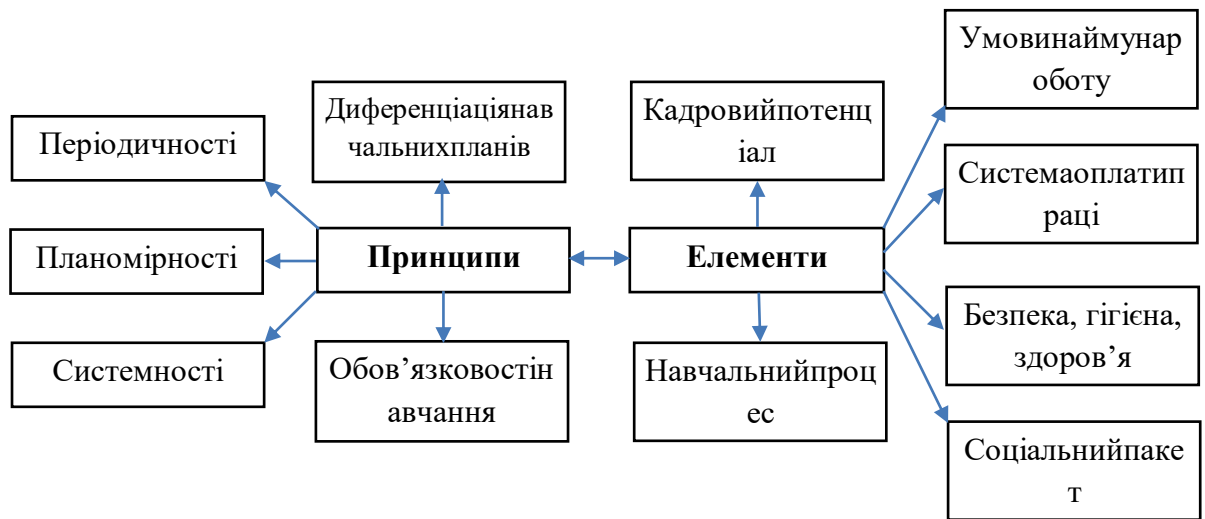 Умовинаймунар
оботу
Диференціаціянав
чальнихпланів
Кадровийпотенц
іал
Періодичності
Системаоплатип
раці
Планомірності
Принципи
Елементи
Безпека, гігієна,
здоров’я
Системності
Обов’язковостін
авчання
Навчальнийпроц
ес
Соціальнийпаке
т